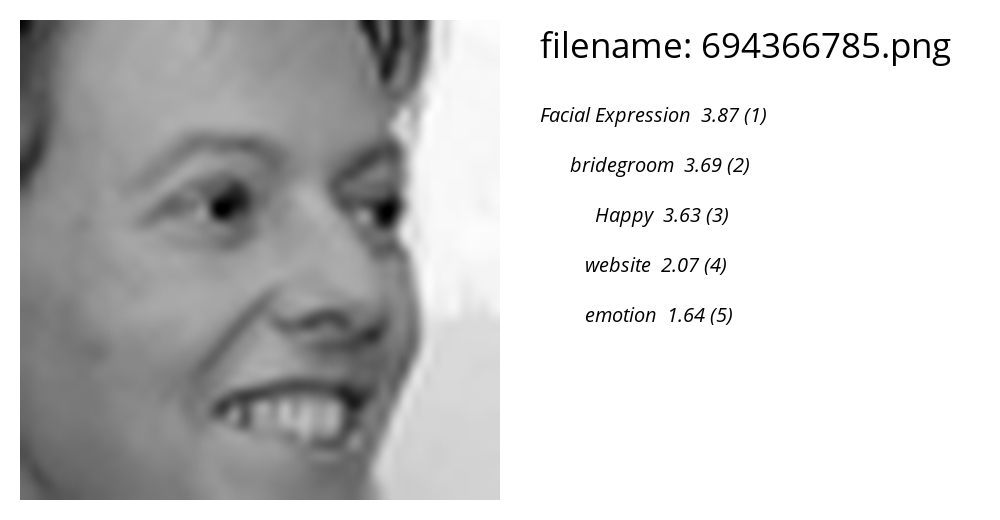 filename: 694366785.png
Facial Expression 3.87 (1)
bridegroom 3.69 (2)
Happy 3.63 (3)
website 2.07 (4)
emotion 1.64 (5)